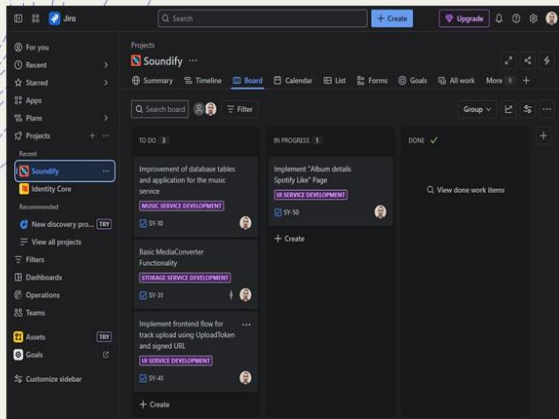 Jira
Search
+ Create
Upgrade
For you
Recent
Starred
Apps
Plans
Projects
Recent
Soundify
Identity Core
Recommended
New discovery pro... TRY
View all projects
Filters
Dashboards
Operations
Teams
Assets TRY
Goals
Customize sidebar
Projects
Soundify ...
Summary Timeline Board Calendar List Forms Goals All work More 9 +
Search board Filter Group
TO DO 3
Improvement of database tables
and application for the music
service
MUSIC SERVICE DEVELOPMENT
SY-10
Basic MediaConverter
Functionality
STORAGE SERVICE DEVELOPMENT
SY-31
Implement frontend flow for
track upload using UploadToken
and signed URL
UI SERVICE DEVELOPMENT
SY-41
+ Create
IN PROGRESS 1
Implement "Album details
Spotify Like" Page
UI SERVICE DEVELOPMENT
SY-50
+ Create
DONE
View done work items